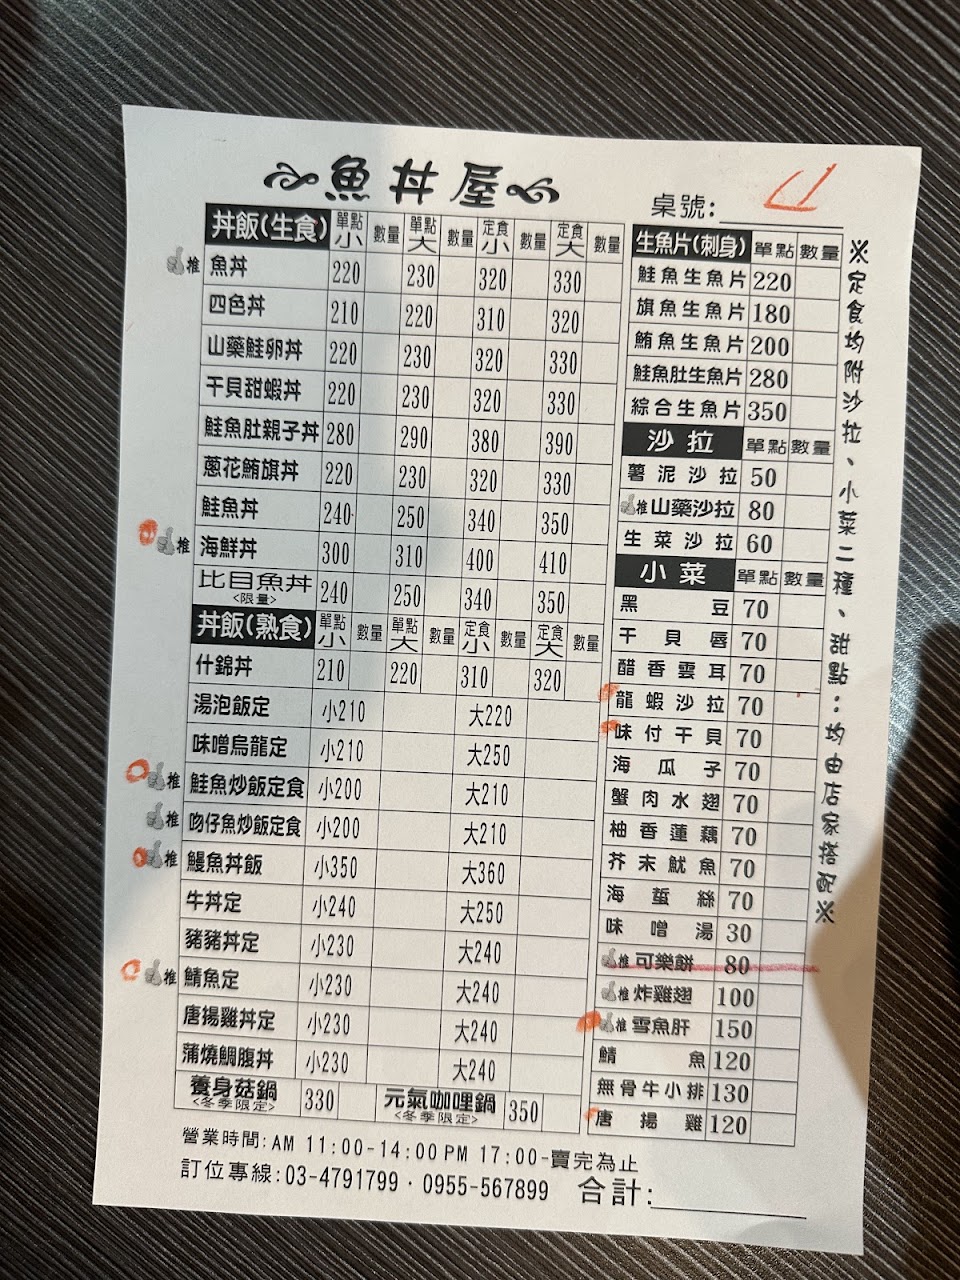 魚丼屋
桌號:
丼飯(生食) 單點小 數量 單點大 數量 定食小 數量 定食大 數量
推 魚丼 220 230 320 330
四色丼 210 220 310 320
山藥鮭卵丼 220 230 320 330
干貝甜蝦丼 220 230 320 330
鮭魚肚親子丼 280 290 380 390
蔥花鮪旗丼 220 230 320 330
鮭魚丼 240 250 340 350
推 海鮮丼 300 310 400 410
比目魚丼 <限量> 240 250 340 350
丼飯(熟食) 單點小 數量 單點大 數量 定食小 數量 定食大 數量
什錦丼 210 220 310 320
湯泡飯定 小210 大220
味噌烏龍定 小210 大250
推 鮭魚炒飯定食 小200 大210
推 吻仔魚炒飯定食 小200 大210
推 鰻魚丼飯 小350 大360
牛丼定 小240 大250
豬豬丼定 小230 大240
推 鯖魚定 小230 大240
唐揚雞丼定 小230 大240
蒲燒鯛腹丼 小230 大240
養身菇鍋 <冬季限定> 330 元氣咖哩鍋 <冬季限定> 350
生魚片(刺身) 單點 數量
鮭魚生魚片 220
旗魚生魚片 180
鮪魚生魚片 200
鮭魚肚生魚片 280
綜合生魚片 350
沙拉 單點 數量
薯泥沙拉 50
推 山藥沙拉 80
生菜沙拉 60
小菜 單點 數量
黑豆 70
干貝唇 70
醋香雲耳 70
龍蝦沙拉 70
味付干貝 70
海瓜子 70
蟹肉水翅 70
柚香蓮藕 70
芥末魷魚 70
海蜇絲 70
味噌湯 30
推 可樂餅 80
推 炸雞翅 100
推 雪魚肝 150
鯖魚 120
無骨牛小排 130
唐揚雞 120
※定食均附沙拉、小菜二種、甜點:均由店家搭配※
營業時間: AM 11:00-14:00 PM 17:00-賣完為止
訂位專線:03-4791799·0955-567899 合計: